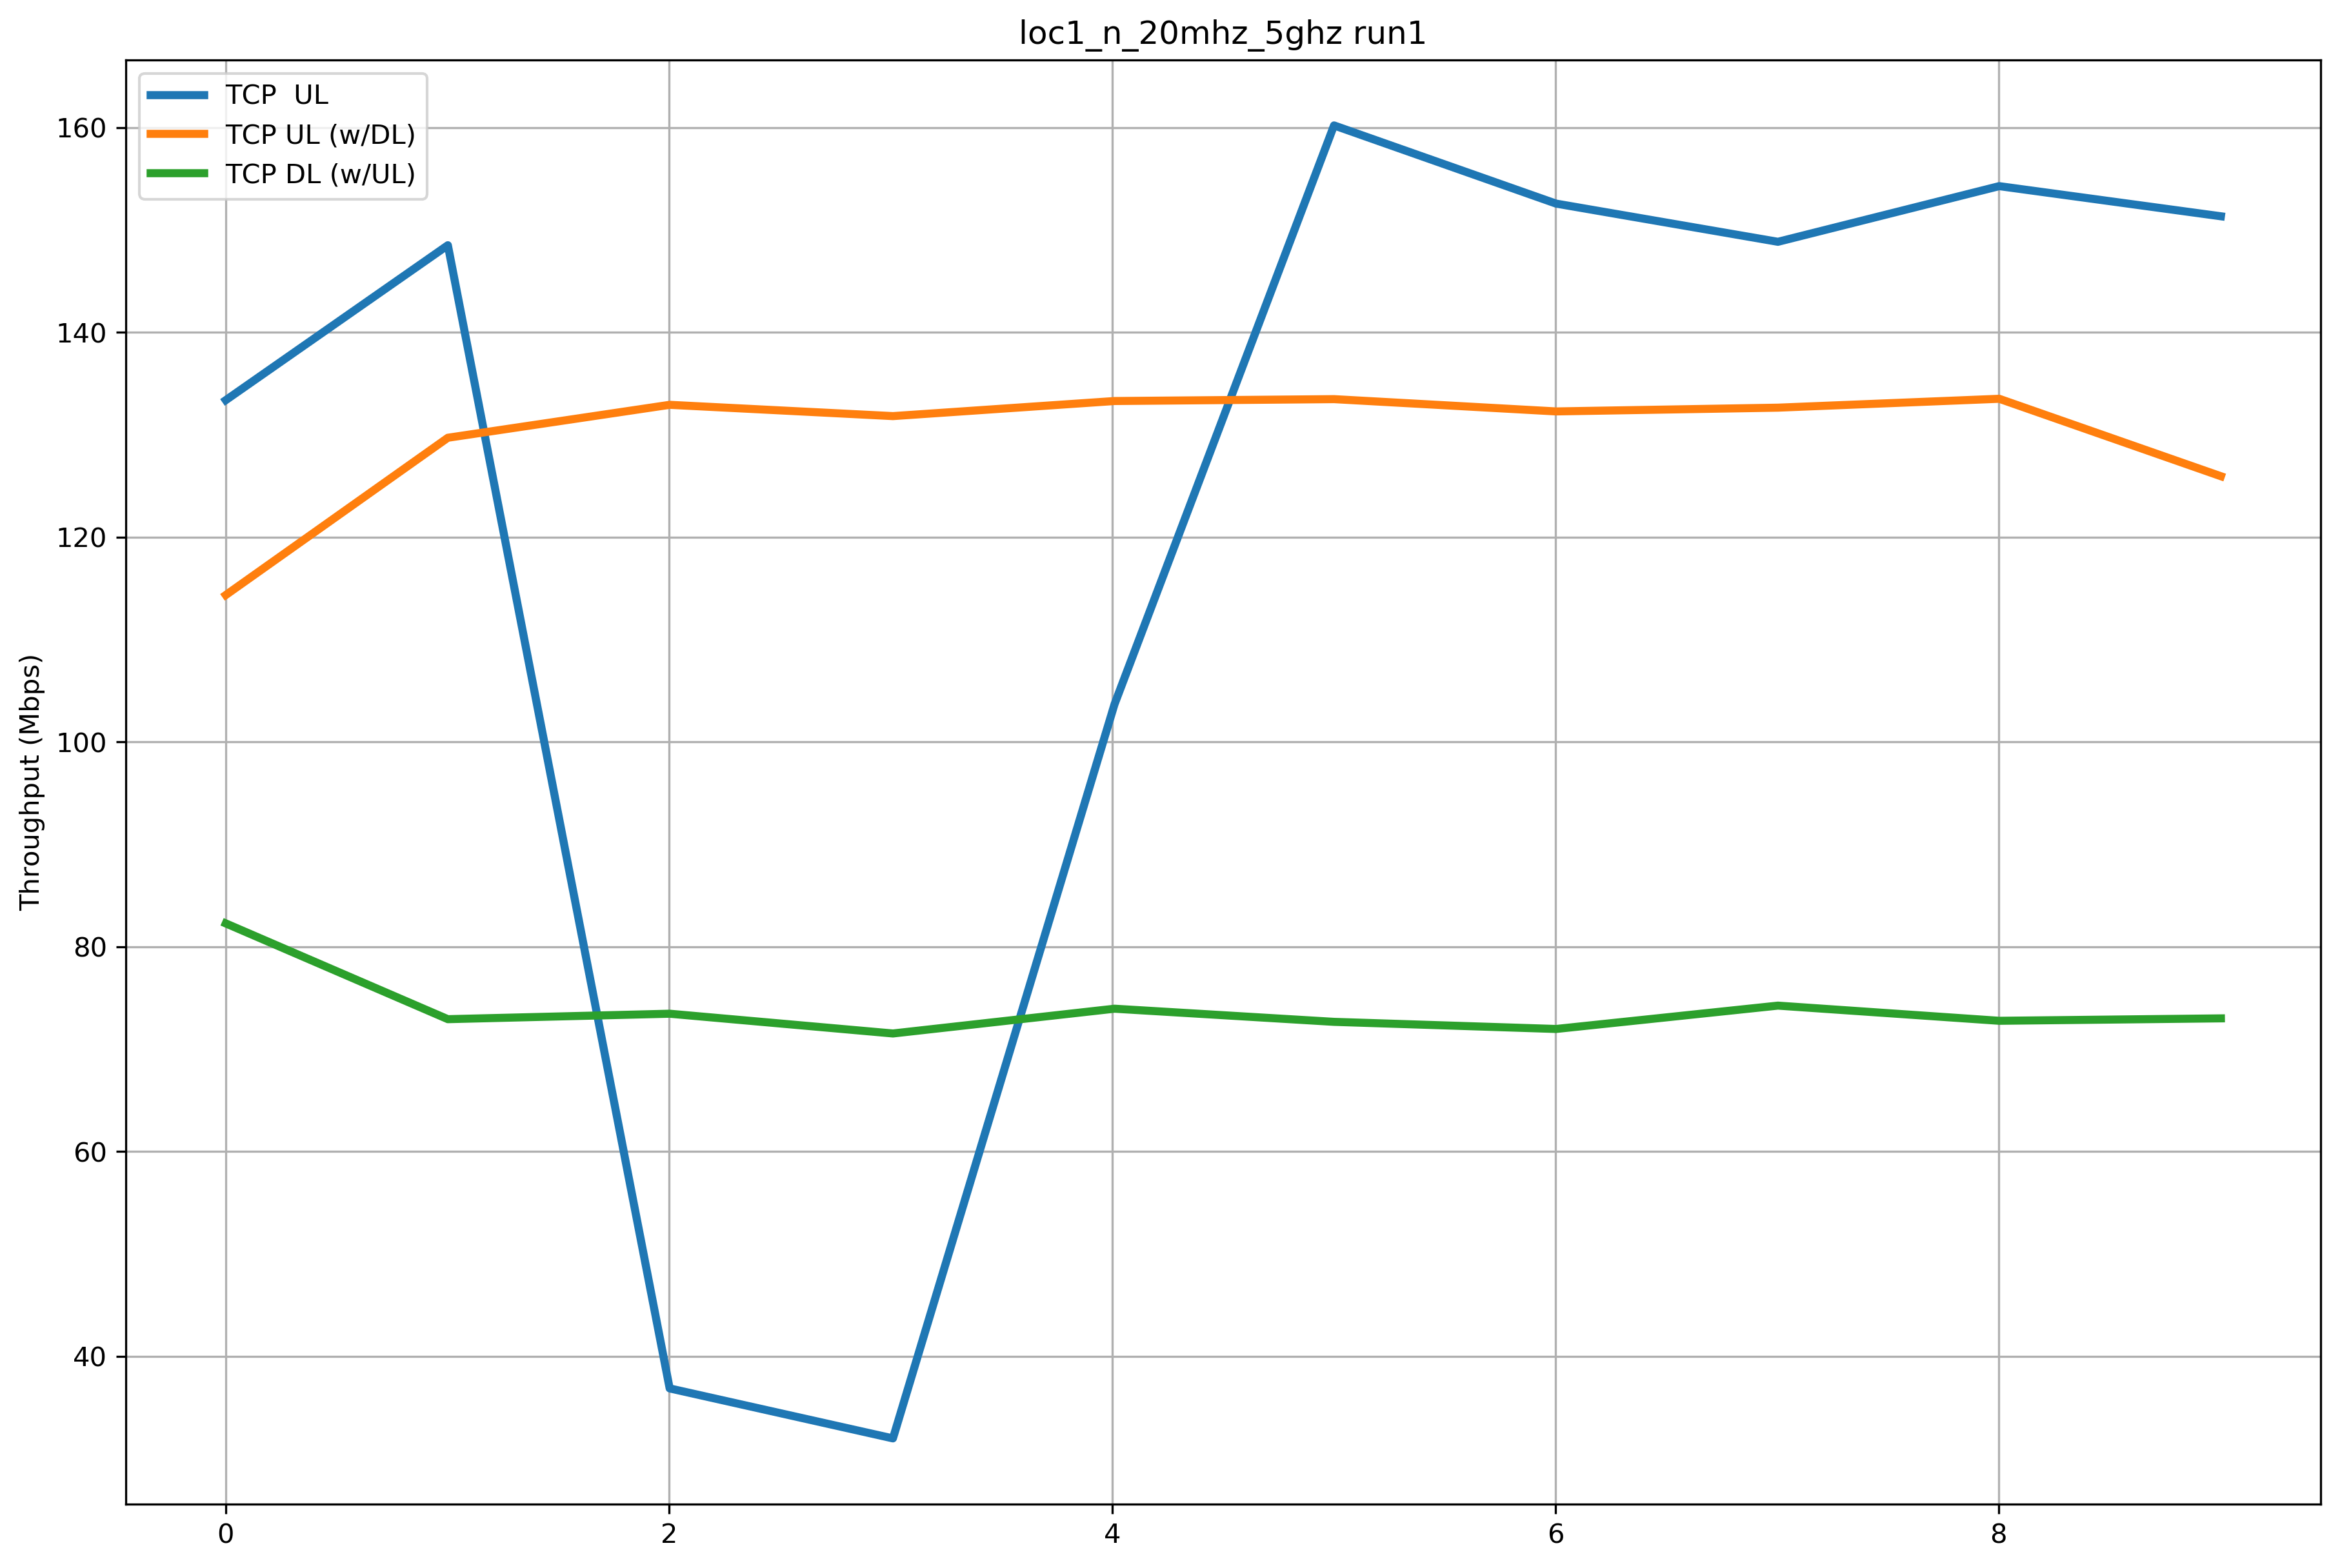 loc1_n_20mhz_5ghz run1
TCP  UL
TCP UL (w/DL)
TCP DL (w/UL)
Throughput (Mbps)
160
140
120
100
80
60
40
0 2 4 6 8